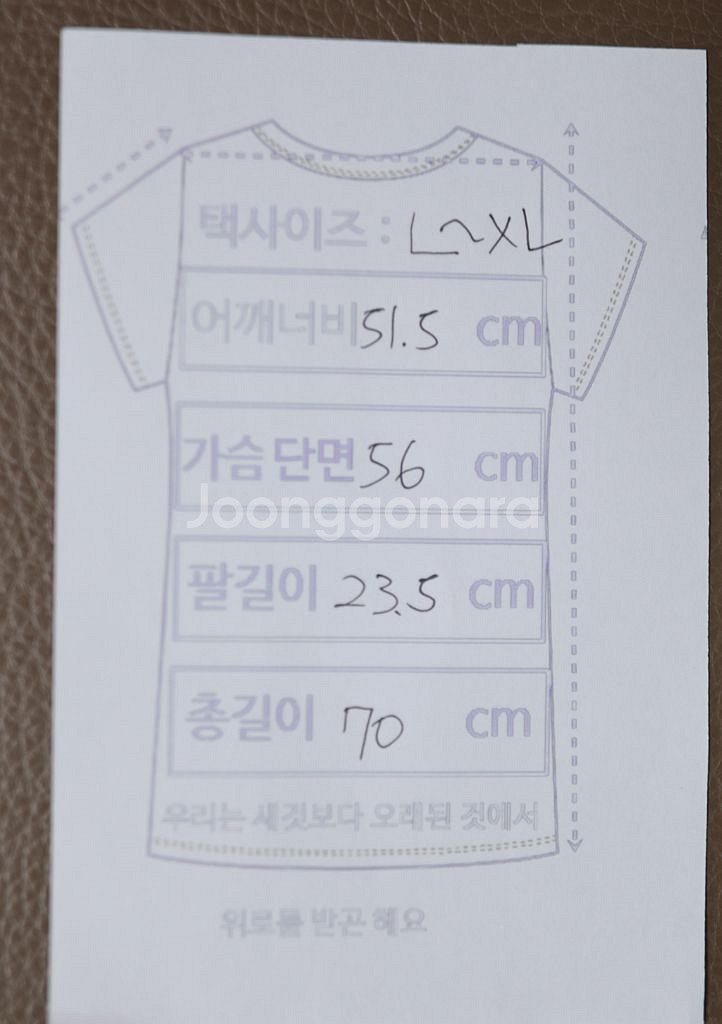 택사이즈 : L~XL
어깨너비 51.5 cm
가슴 단면 56 cm
Joonggonara
팔길이 23.5 cm
총길이 70 cm
우리는 새것보다 오래된 것에서
위로를 받곤 해요